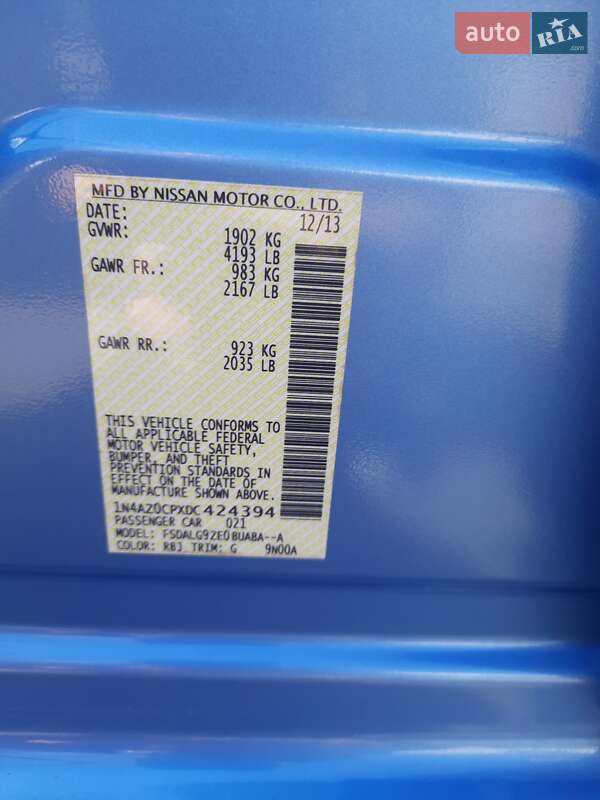 auto RIA .com
MFD BY NISSAN MOTOR CO., LTD.
DATE: 12/13
GVWR: 1902 KG
4193 LB
GAWR FR.: 983 KG
2167 LB
GAWR RR.: 923 KG
2035 LB
THIS VEHICLE CONFORMS TO
ALL APPLICABLE FEDERAL
MOTOR VEHICLE SAFETY,
BUMPER, AND THEFT
PREVENTION STANDARDS IN
EFFECT ON THE DATE OF
MANUFACTURE SHOWN ABOVE.
1N4AZ0CPXDC424394
PASSENGER CAR 021
MODEL: FSDALG9ZE0BUABA--A
COLOR: RBJ TRIM: G 9N00A